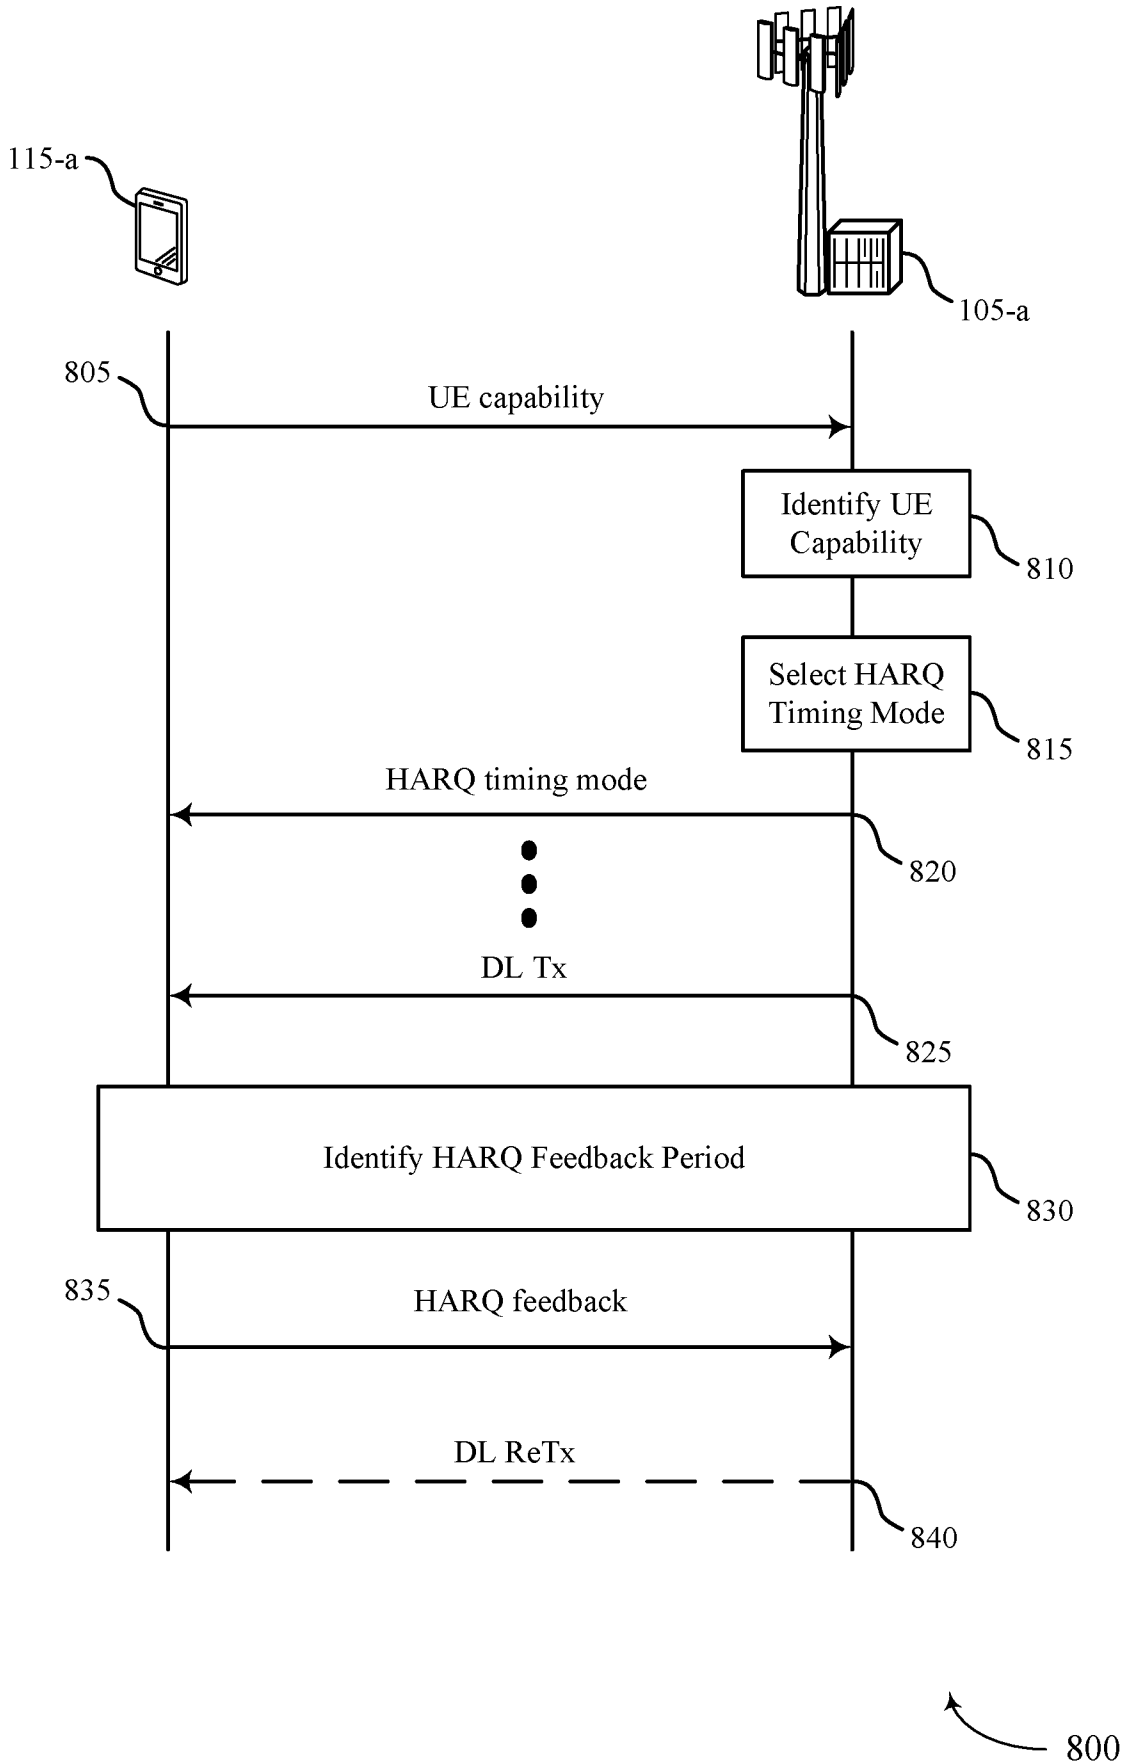 115-a
105-a
805
UE capability
Identify UE
Capability
810
Select HARQ
Timing Mode
815
HARQ timing mode
820
DL Tx
825
Identify HARQ Feedback Period
830
835
HARQ feedback
DL ReTx
840
800